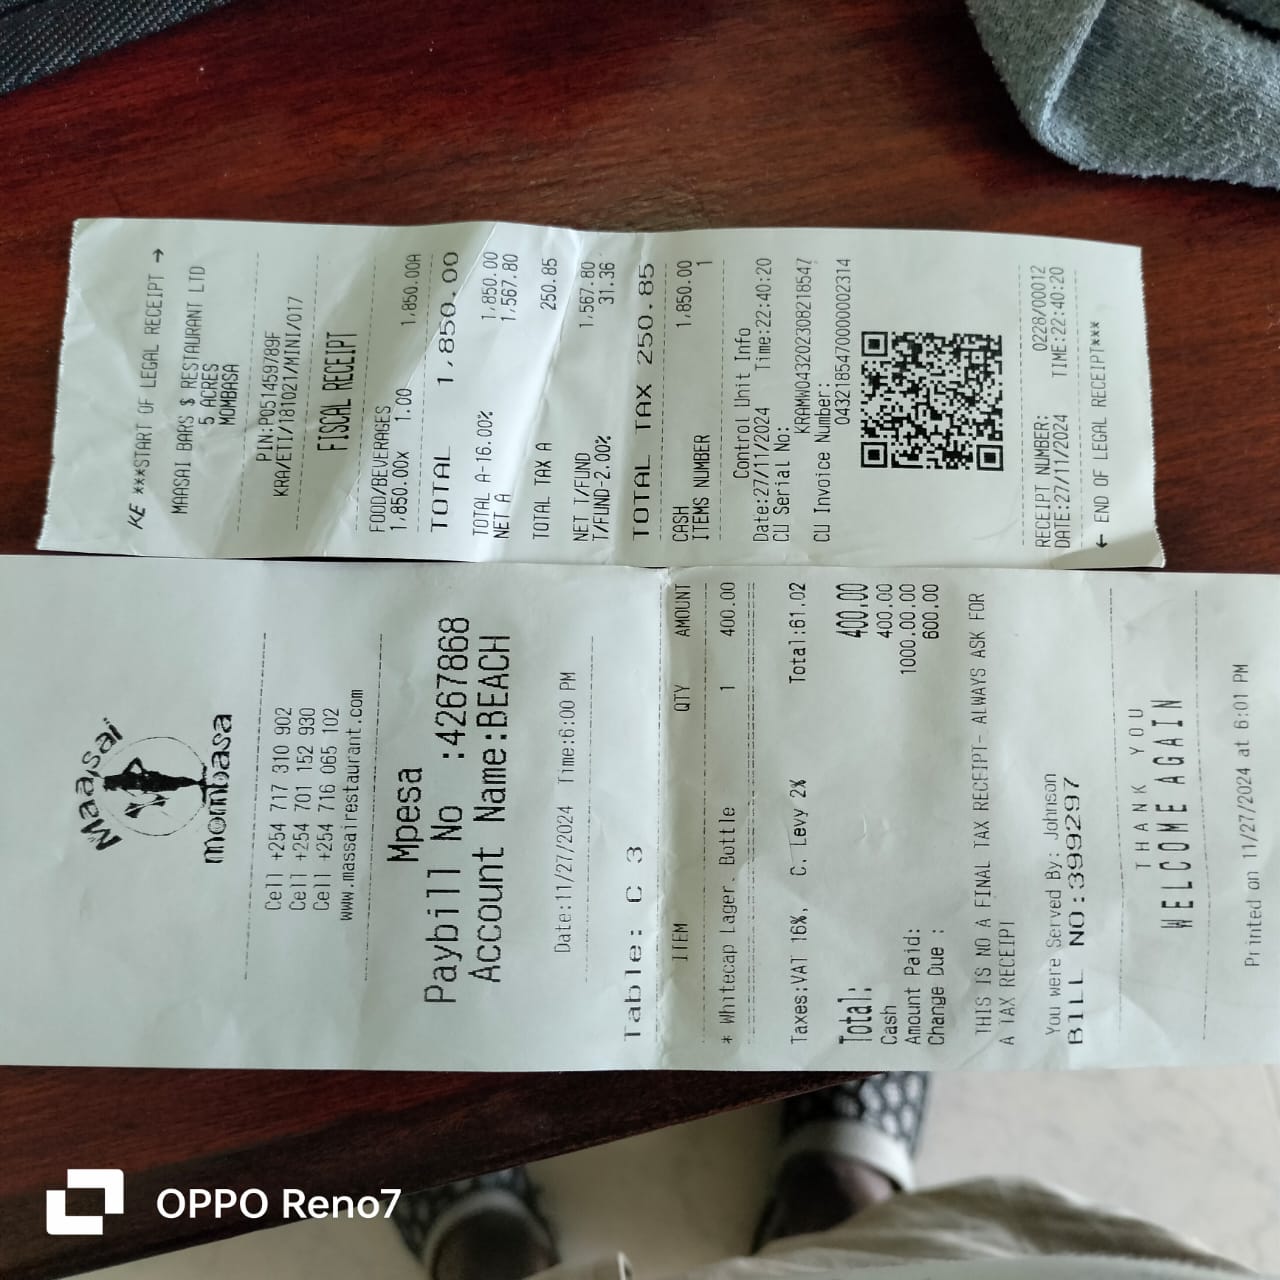 KE ***START OF LEGAL RECEIPT →
MAASAI BARS $ RESTAURANT LTD
5 ACRES
MOMBASA
PIN:P051459789F
KRA/ETI/181021/MINI/017
FISCAL RECEIPT
FOOD/BEVERAGES
1,850.00x 1.00 1,850.00A
TOTAL 1,850.00
TOTAL A-16.00% 1,850.00
NET A 1,567.80
TOTAL TAX A 250.85
NET T/FUND 1,567.80
T/FUND-2.00% 31.36
TOTAL TAX 250.85
CASH 1,850.00
ITEMS NUMBER 1
Control Unit Info
Date:27/11/2024 Time:22:40:20
CU Serial No:
KRAMW043202308218547
CU Invoice Number:
0432185470000002314
RECEIPT NUMBER: 0228/00012
DATE:27/11/2024 TIME:22:40:20
← END OF LEGAL RECEIPT***
Maasai
mombasa
Cell +254 717 310 902
Cell +254 701 152 930
Cell +254 716 065 102
www.massairestaurant.com
Mpesa
Paybill No :4267868
Account Name:BEACH
Date:11/27/2024 Time:6:00 PM
Table: C 3
ITEM QTY AMOUNT
* Whitecap Lager. Bottle 1 400.00
Taxes:VAT 16%, C. Levy 2% Total:61.02
Total: 400.00
Cash 400.00
Amount Paid: 1000.00.00
Change Due : 600.00
THIS IS NO A FINAL TAX RECEIPT- ALWAYS ASK FOR
A TAX RECEIPT
You were Served By: Johnson
BILL NO:399297
THANK YOU
WELCOME AGAIN
Printed on 11/27/2024 at 6:01 PM
OPPO Reno7